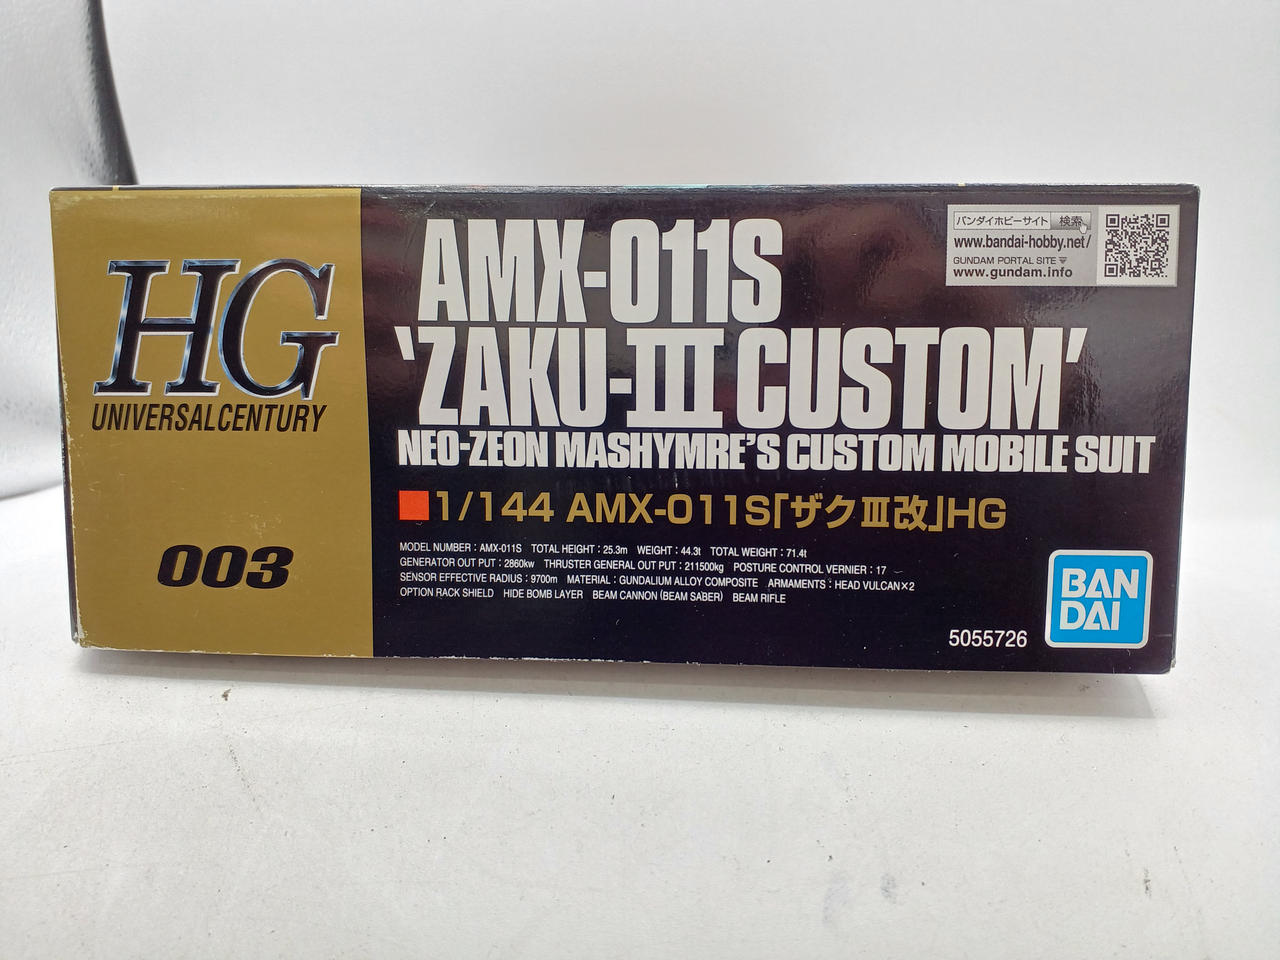 HG
UNIVERSALCENTURY
003
AMX-011S
'ZAKU-III CUSTOM'
NEO-ZEON MASHYMRE'S CUSTOM MOBILE SUIT
■1/144 AMX-011S「ザクⅢ改」HG
MODEL NUMBER：AMX-011S TOTAL HEIGHT：25.3m WEIGHT：44.3t TOTAL WEIGHT：71.4t
GENERATOR OUT PUT：2860kw THRUSTER GENERAL OUT PUT：211500kg POSTURE CONTROL VERNIER：17
SENSOR EFFECTIVE RADIUS：9700m MATERIAL：GUNDALIUM ALLOY COMPOSITE ARMAMENTS：HEAD VULCAN×2
OPTION RACK SHIELD HIDE BOMB LAYER BEAM CANNON (BEAM SABER) BEAM RIFLE
バンダイホビーサイト 検索
www.bandai-hobby.net/
GUNDAM PORTAL SITE
www.gundam.info
5055726
BAN
DAI